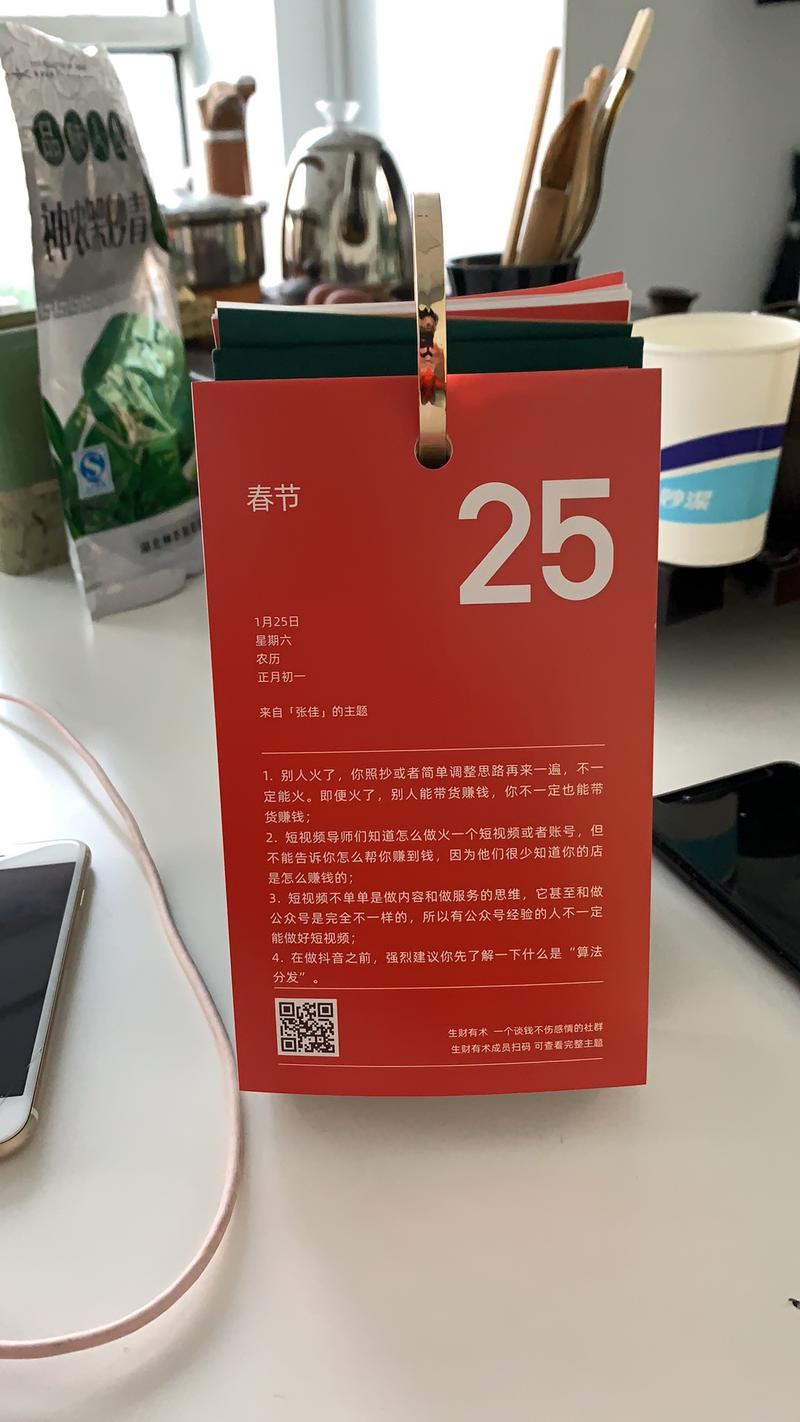 品味人生
神农炒青
春节
25
1月25日
星期六
农历
正月初一
来自「张佳」的主题
1. 别人火了，你照抄或者简单调整思路再来一遍，不一
定能火。即便火了，别人能带货赚钱，你不一定也能带
货赚钱；
2. 短视频导师们知道怎么做火一个短视频或者账号，但
不能告诉你怎么帮你赚到钱，因为他们很少知道你的店
是怎么赚钱的；
3. 短视频不单单是做内容和做服务的思维，它甚至和做
公众号是完全不一样的，所以有公众号经验的人不一定
能做好短视频；
4. 在做抖音之前，强烈建议你先了解一下什么是“算法
分发”。
生财有术 一个谈钱不伤感情的社群
生财有术成员扫码 可查看完整主题
妙潔